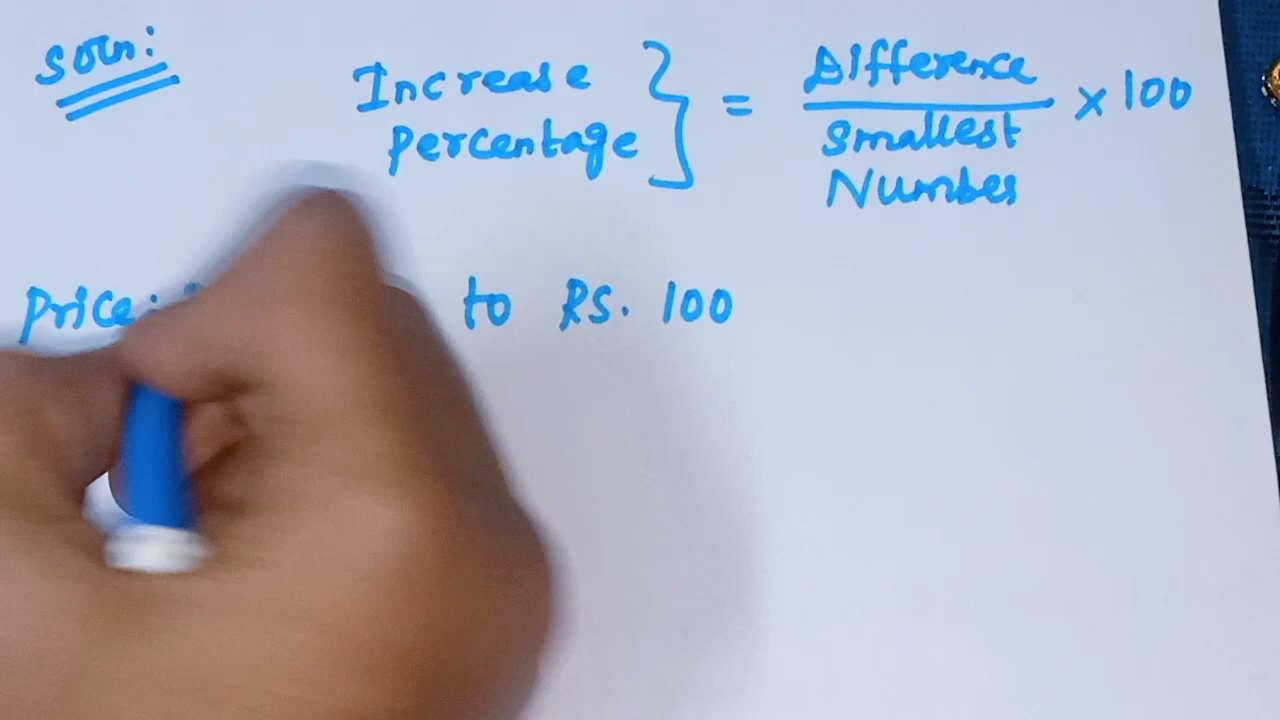 Soln:
Increase
percentage } = Difference / Smallest Number × 100
Price: to RS. 100